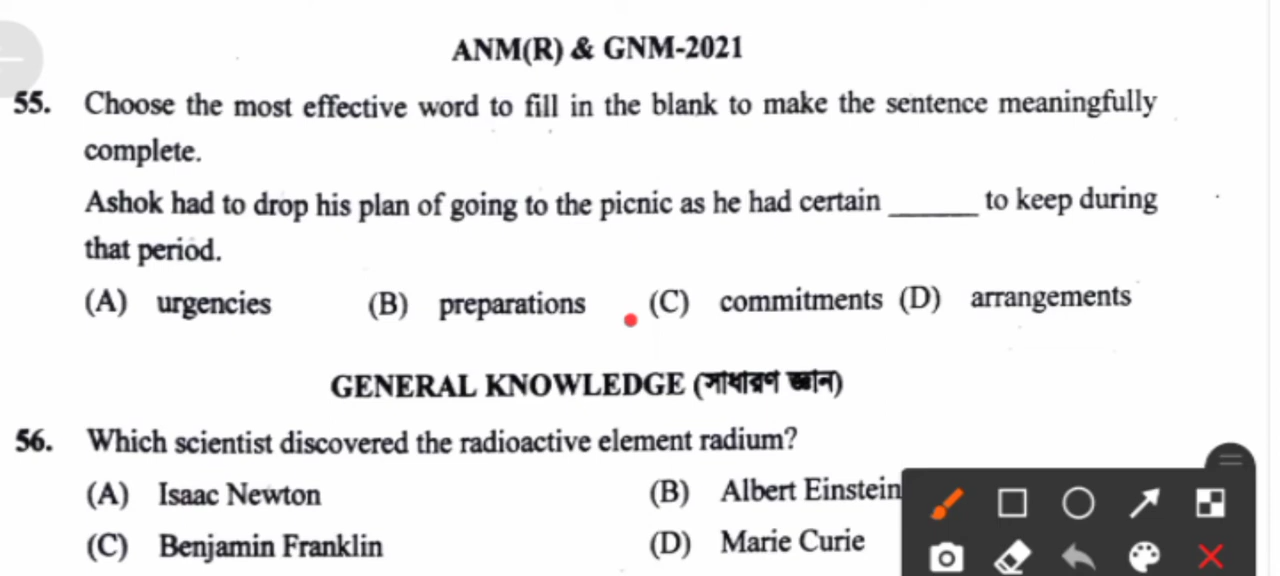 ANM(R) & GNM-2021
55. Choose the most effective word to fill in the blank to make the sentence meaningfully
complete.
Ashok had to drop his plan of going to the picnic as he had certain ______ to keep during
that period.
(A) urgencies (B) preparations (C) commitments (D) arrangements
GENERAL KNOWLEDGE (সাধারণ জ্ঞান)
56. Which scientist discovered the radioactive element radium?
(A) Isaac Newton (B) Albert Einstein
(C) Benjamin Franklin (D) Marie Curie